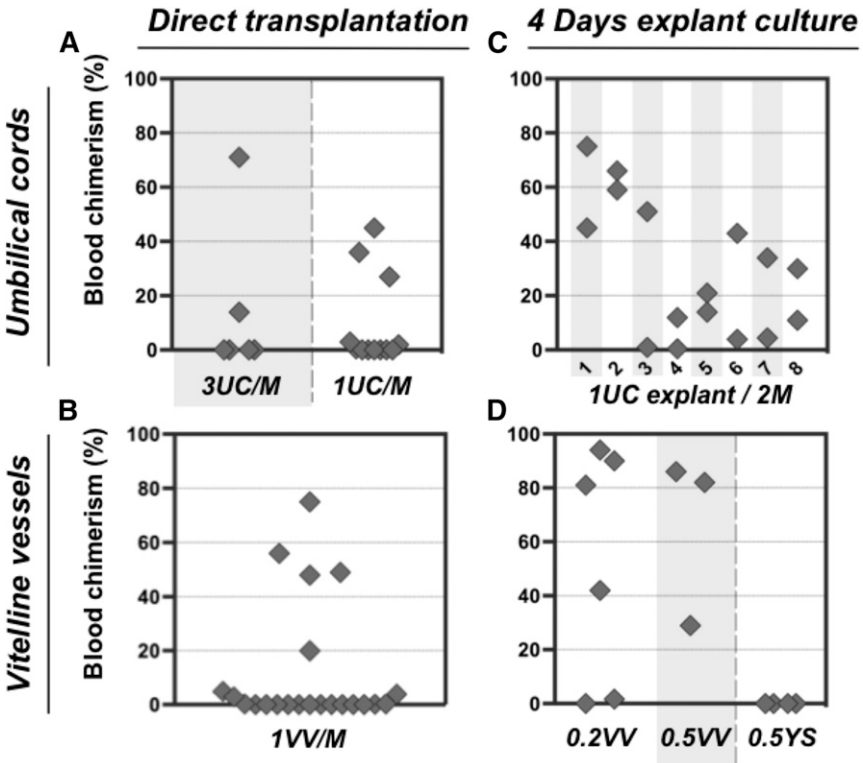 Direct transplantation
4 Days explant culture
Umbilical cords
Vitelline vessels
A
Blood chimerism (%)
100
80
60
40
20
0
3UC/M
1UC/M
C
100
80
60
40
20
0
1
2
3
4
5
6
7
8
1UC explant / 2M
B
Blood chimerism (%)
100
80
60
40
20
0
1VV/M
D
100
80
60
40
20
0
0.2VV
0.5VV
0.5YS